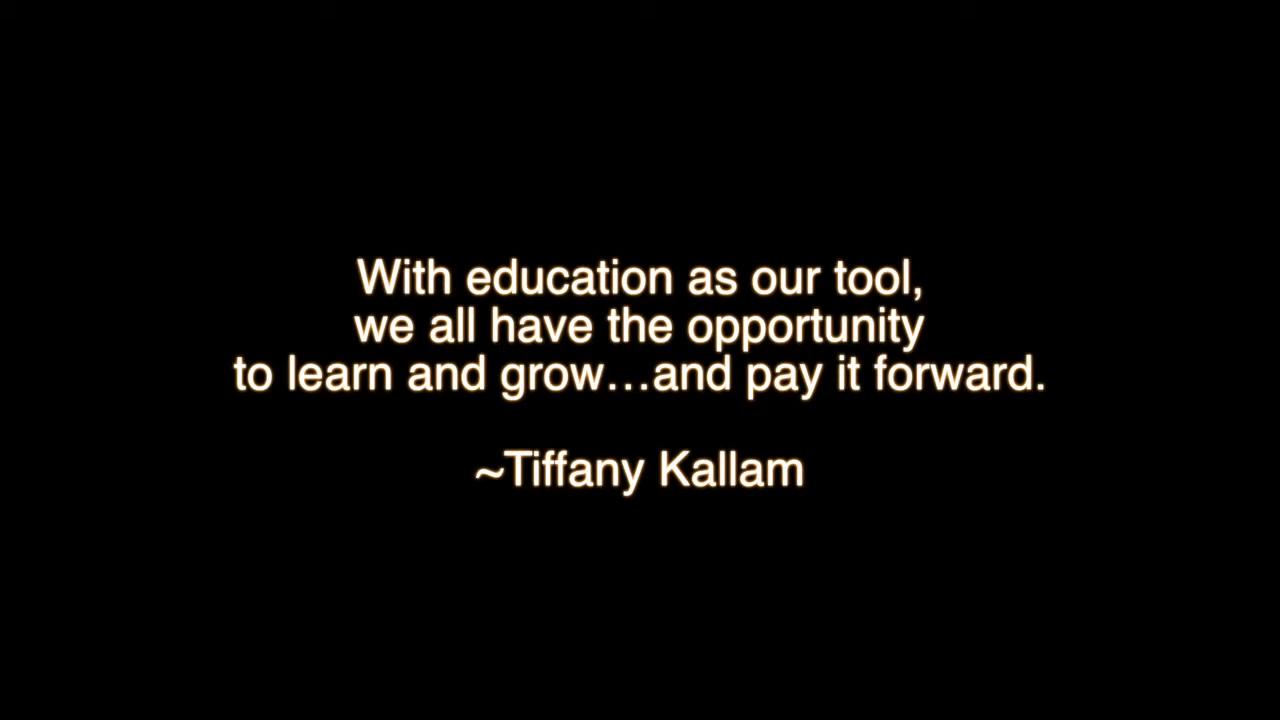 With education as our tool,
we all have the opportunity
to learn and grow…and pay it forward.
~Tiffany Kallam